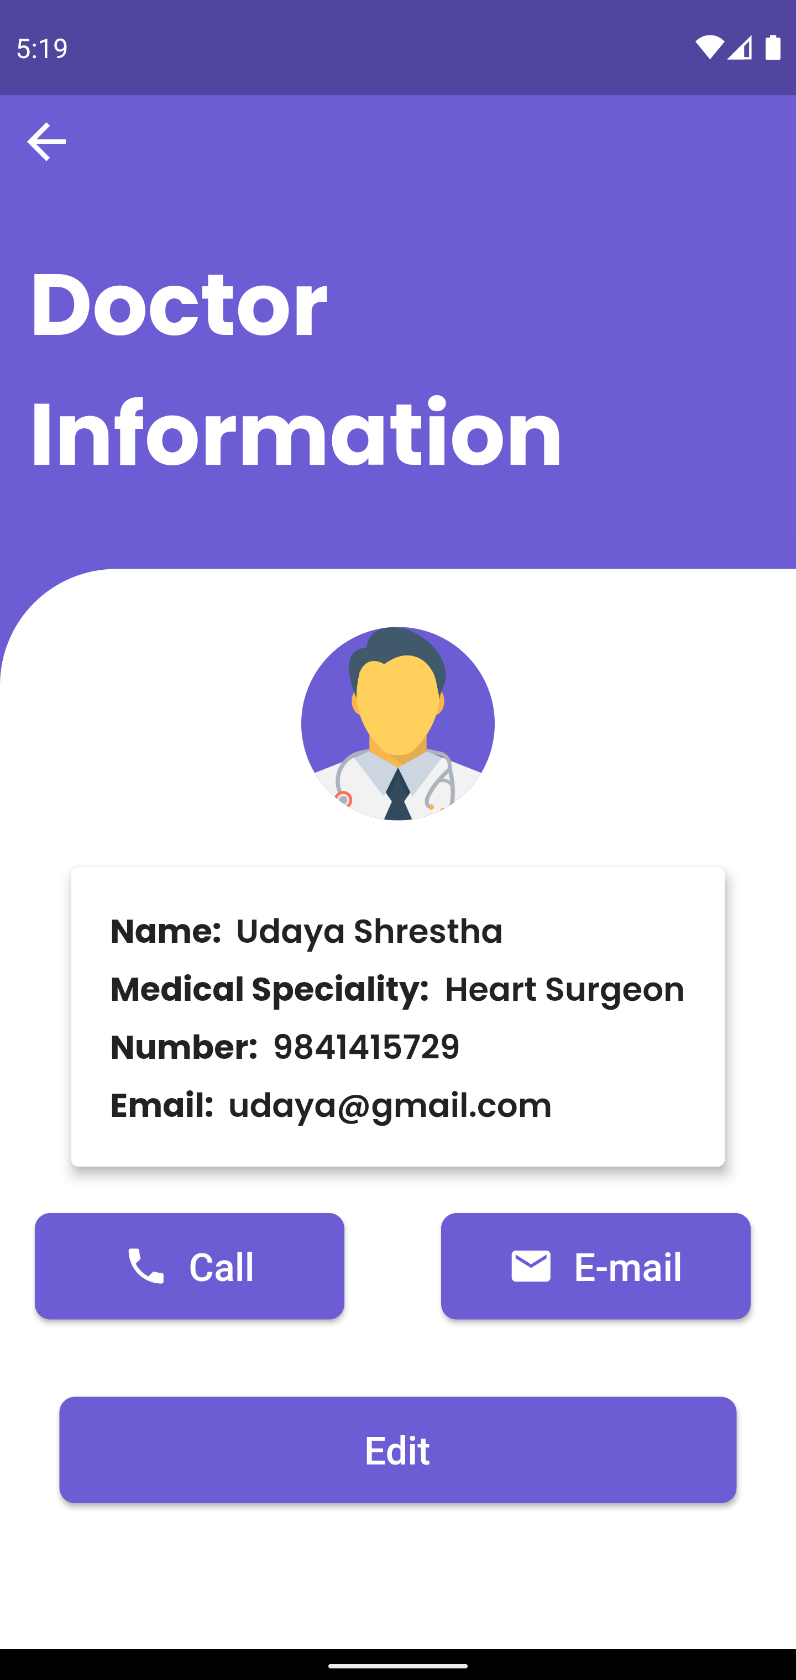 5:19
Doctor
Information
Name: Udaya Shrestha
Medical Speciality: Heart Surgeon
Number: 9841415729
Email: udaya@gmail.com
Call
E-mail
Edit